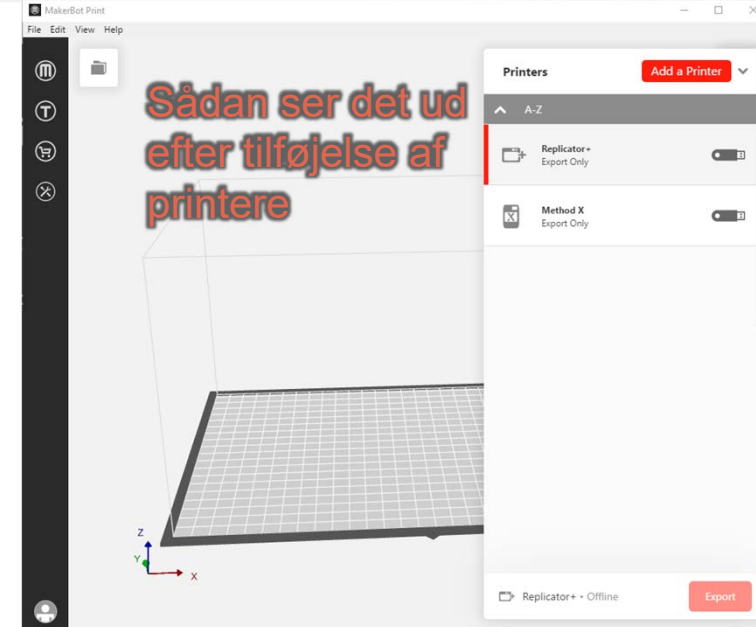 MakerBot Print
File Edit View Help
Sådan ser det ud
efter tilføjelse af
printere
Printers
Add a Printer
A-Z
Replicator+
Export Only
Method X
Export Only
Z
Y
X
Replicator+ • Offline
Export